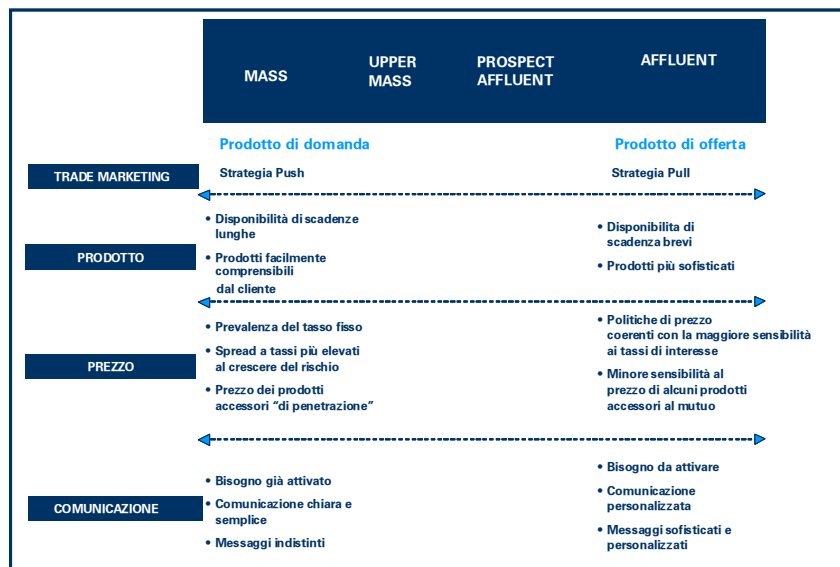 MASS
UPPER
MASS
PROSPECT
AFFLUENT
AFFLUENT
Prodotto di domanda
Prodotto di offerta
TRADE MARKETING
Strategia Push
Strategia Pull
PRODOTTO
• Disponibilità di scadenze
lunghe
• Prodotti facilmente
comprensibili
dal cliente
• Disponibilita di
scadenza brevi
• Prodotti più sofisticati
PREZZO
• Prevalenza del tasso fisso
• Spread a tassi più elevati
al crescere del rischio
• Prezzo dei prodotti
accessori “di penetrazione”
• Politiche di prezzo
coerenti con la maggiore sensibilità
ai tassi di interesse
• Minore sensibilità al
prezzo di alcuni prodotti
accessori al mutuo
COMUNICAZIONE
• Bisogno già attivato
• Comunicazione chiara e
semplice
• Messaggi indistinti
• Bisogno da attivare
• Comunicazione
personalizzata
• Messaggi sofisticati e
personalizzati